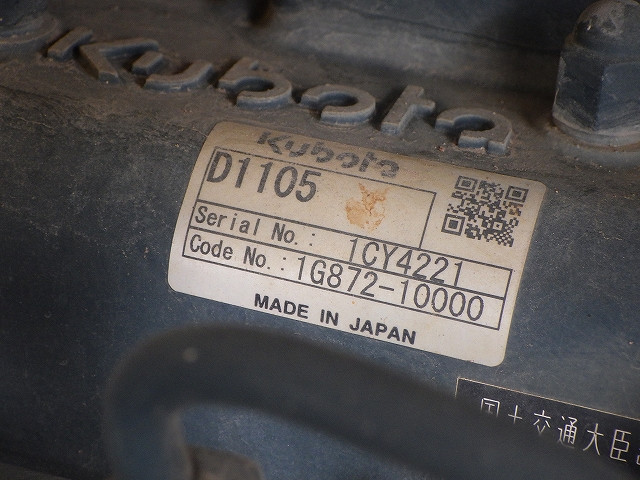 Kubota
Kubota
D1105
Serial No.: 1CY4221
Code No.: 1G872-10000
MADE IN JAPAN
国土交通大臣